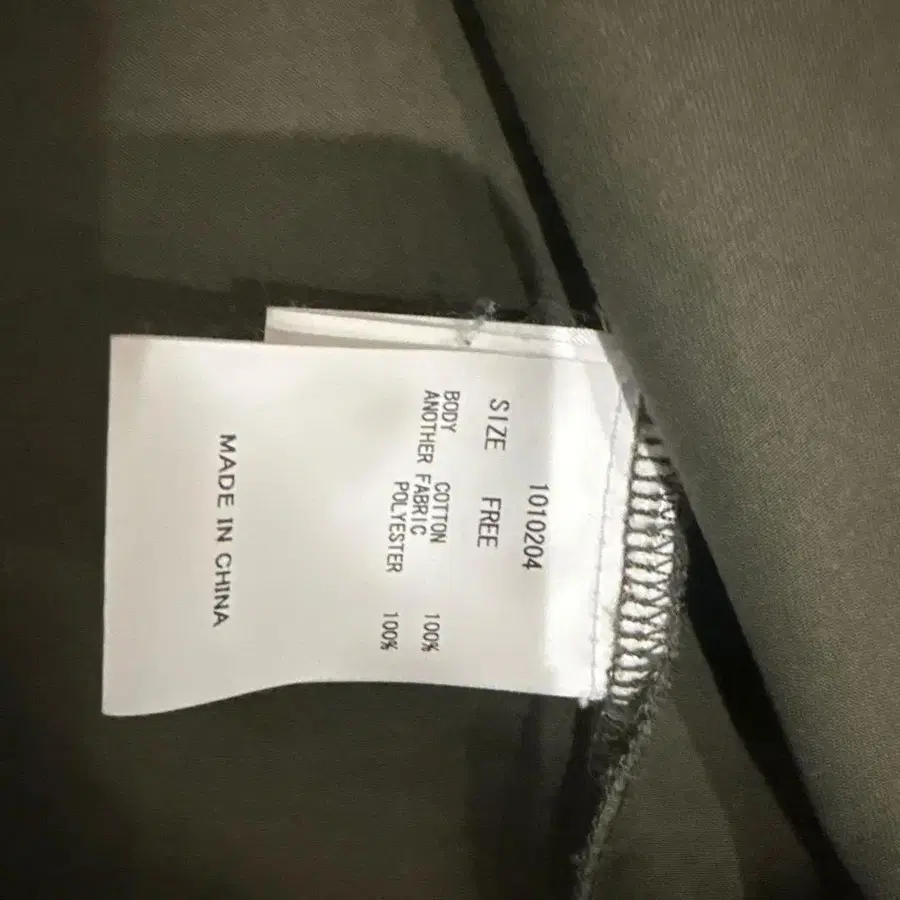 1010204
SIZE FREE
BODY COTTON 100%
ANOTHER FABRIC
POLYESTER 100%
MADE IN CHINA